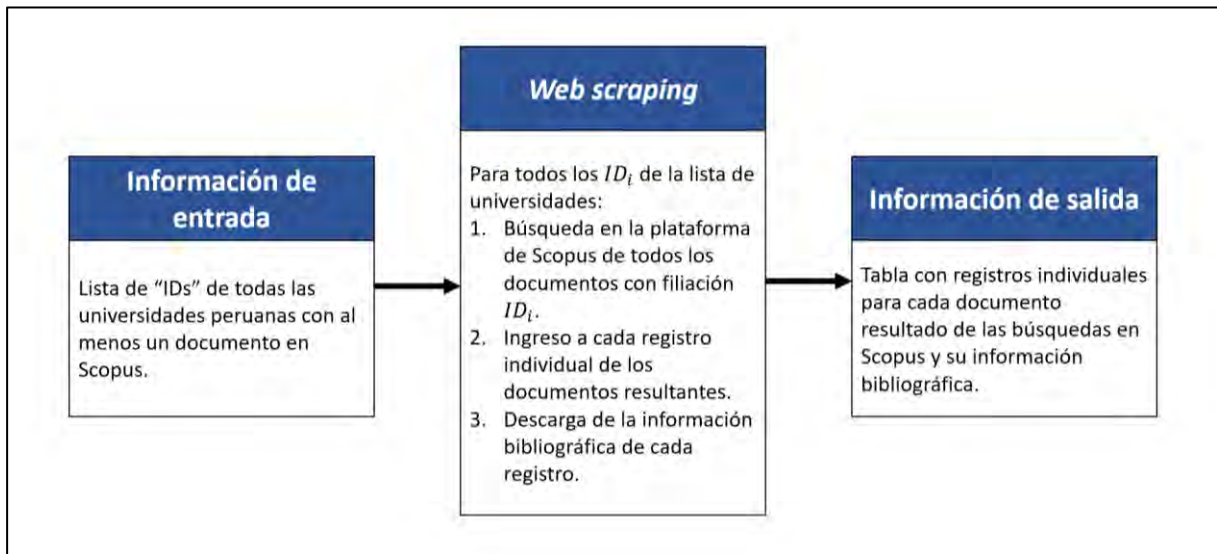 Información de
entrada
Lista de “IDs” de todas las
universidades peruanas con al
menos un documento en
Scopus.
Web scraping
Para todos los IDᵢ de la lista de
universidades:
1. Búsqueda en la plataforma
de Scopus de todos los
documentos con filiación
IDᵢ.
2. Ingreso a cada registro
individual de los
documentos resultantes.
3. Descarga de la información
bibliográfica de cada
registro.
Información de salida
Tabla con registros individuales
para cada documento
resultado de las búsquedas en
Scopus y su información
bibliográfica.